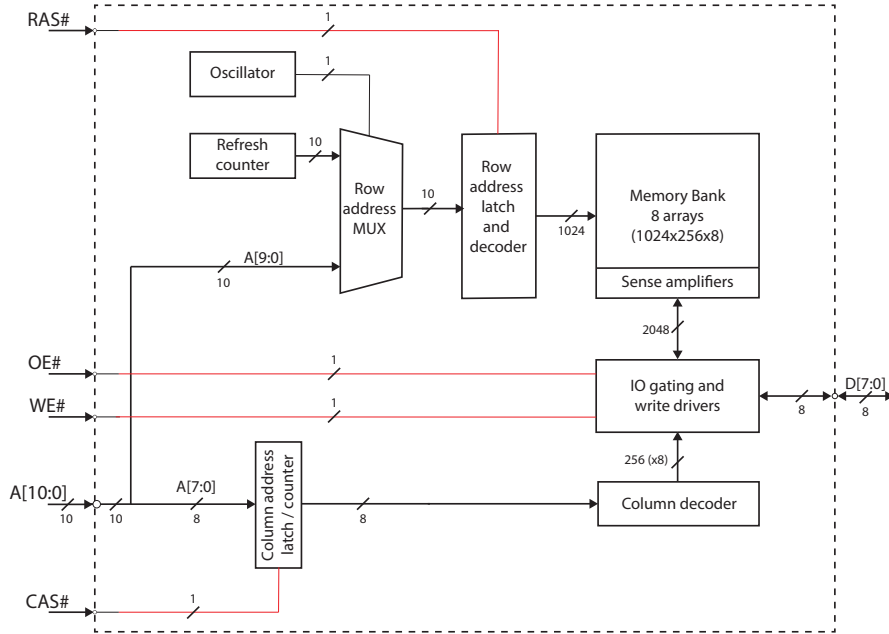 RAS#
1
Oscillator
1
Refresh
counter
10
Row
address
MUX
10
Row
address
latch
and
decoder
1024
Memory Bank
8 arrays
(1024x256x8)
Sense amplifiers
A[9:0]
10
2048
OE#
1
WE#
1
IO gating and
write drivers
8
D[7:0]
8
A[10:0]
10
10
A[7:0]
8
Column address
latch / counter
8
256 (x8)
Column decoder
CAS#
1